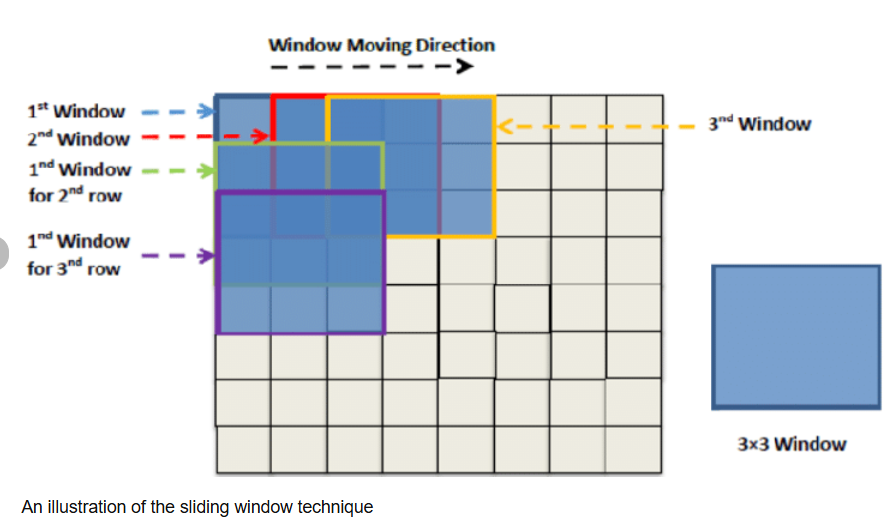 Window Moving Direction
1st Window
2nd Window
1nd Window
for 2nd row
1nd Window
for 3nd row
3nd Window
3×3 Window
An illustration of the sliding window technique